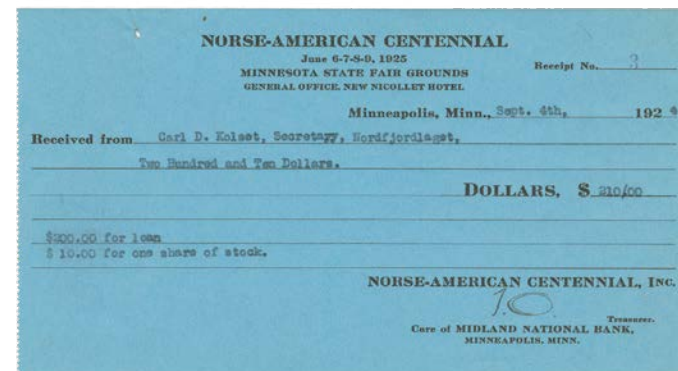 NORSE-AMERICAN CENTENNIAL
June 6-7-8-9, 1925
MINNESOTA STATE FAIR GROUNDS
GENERAL OFFICE, NEW NICOLLET HOTEL
Receipt No. 3
Minneapolis, Minn., Sept. 4th, 1924
Received from Carl D. Kolset, Secretary, Nordfjordlaget,
Two Hundred and Ten Dollars.
DOLLARS, $ 210/00
$200.00 for loan
$ 10.00 for one share of stock.
NORSE-AMERICAN CENTENNIAL, INC.
Treasurer.
Care of MIDLAND NATIONAL BANK,
MINNEAPOLIS, MINN.